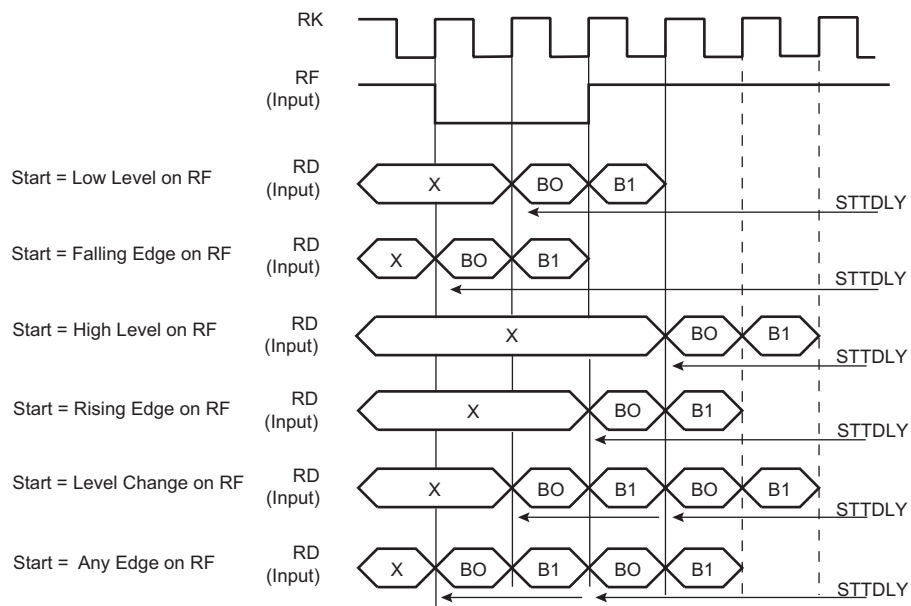 RK
RF
(Input)
Start = Low Level on RF
RD
(Input)
X
BO
B1
STTDLY
Start = Falling Edge on RF
RD
(Input)
X
BO
B1
STTDLY
Start = High Level on RF
RD
(Input)
X
BO
B1
STTDLY
Start = Rising Edge on RF
RD
(Input)
X
BO
B1
STTDLY
Start = Level Change on RF
RD
(Input)
X
BO
B1
BO
B1
STTDLY
Start = Any Edge on RF
RD
(Input)
X
BO
B1
BO
B1
STTDLY